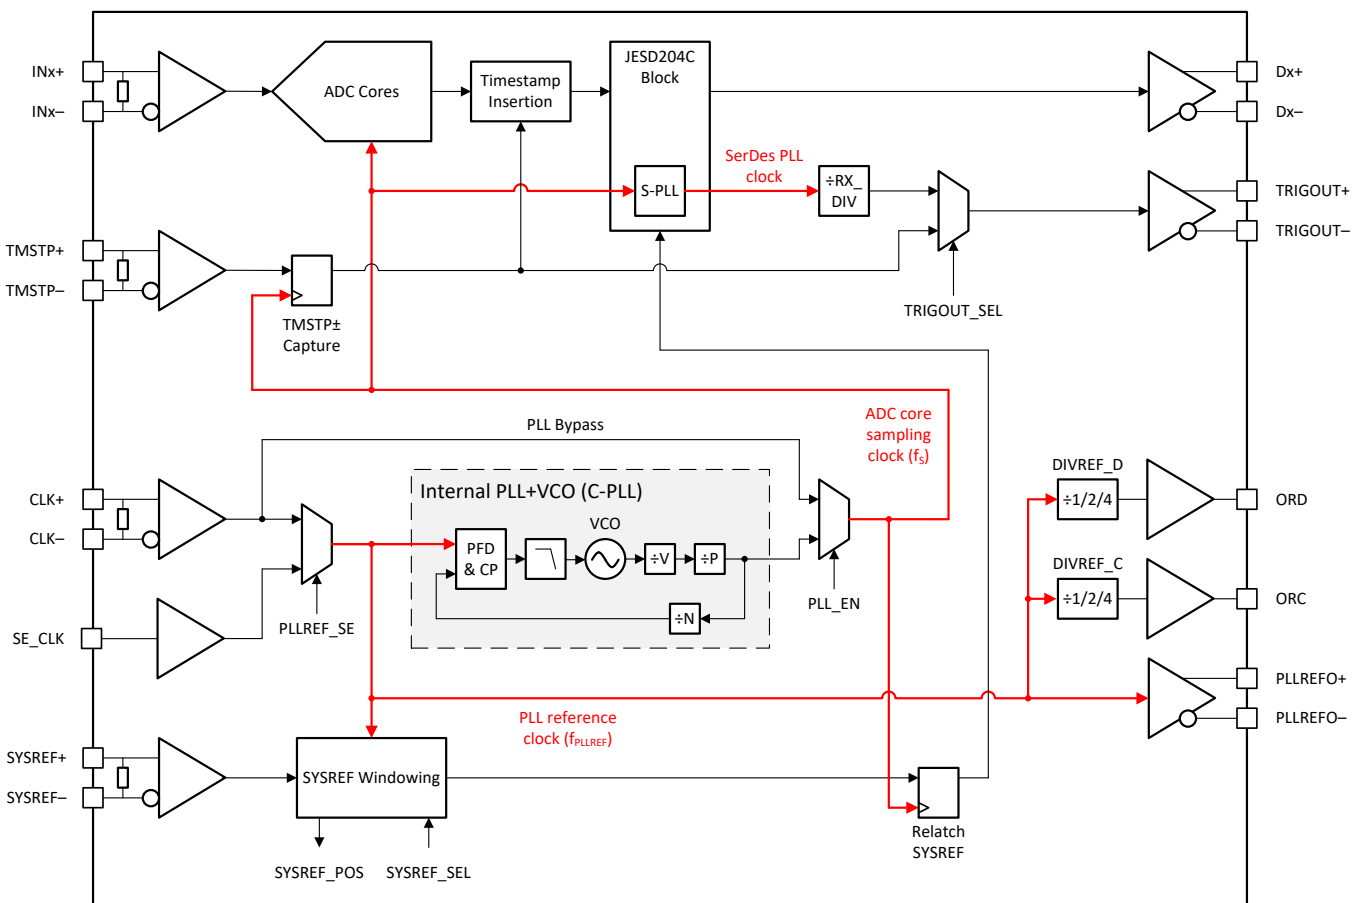 INx+
INx–
ADC Cores
Timestamp
Insertion
JESD204C
Block
S-PLL
SerDes PLL
clock
÷RX_
DIV
Dx+
Dx–
TRIGOUT+
TRIGOUT–
TRIGOUT_SEL
TMSTP+
TMSTP–
TMSTP±
Capture
PLL Bypass
ADC core
sampling
clock (fS)
CLK+
CLK–
SE_CLK
PLLREF_SE
Internal PLL+VCO (C-PLL)
PFD
& CP
VCO
÷V
÷P
÷N
PLL_EN
DIVREF_D
÷1/2/4
ORD
DIVREF_C
÷1/2/4
ORC
PLLREFO+
PLLREFO–
PLL reference
clock (fPLLREF)
SYSREF+
SYSREF–
SYSREF Windowing
SYSREF_POS
SYSREF_SEL
Relatch
SYSREF